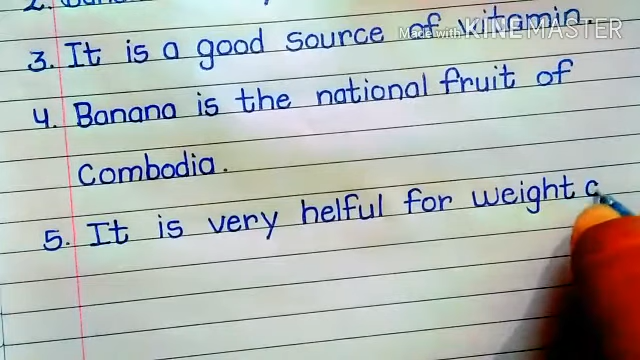 3. It is a good source of vitamin.
Made with KINEMASTER
4. Banana is the national fruit of
Combodia.
5. It is very helful for weight c